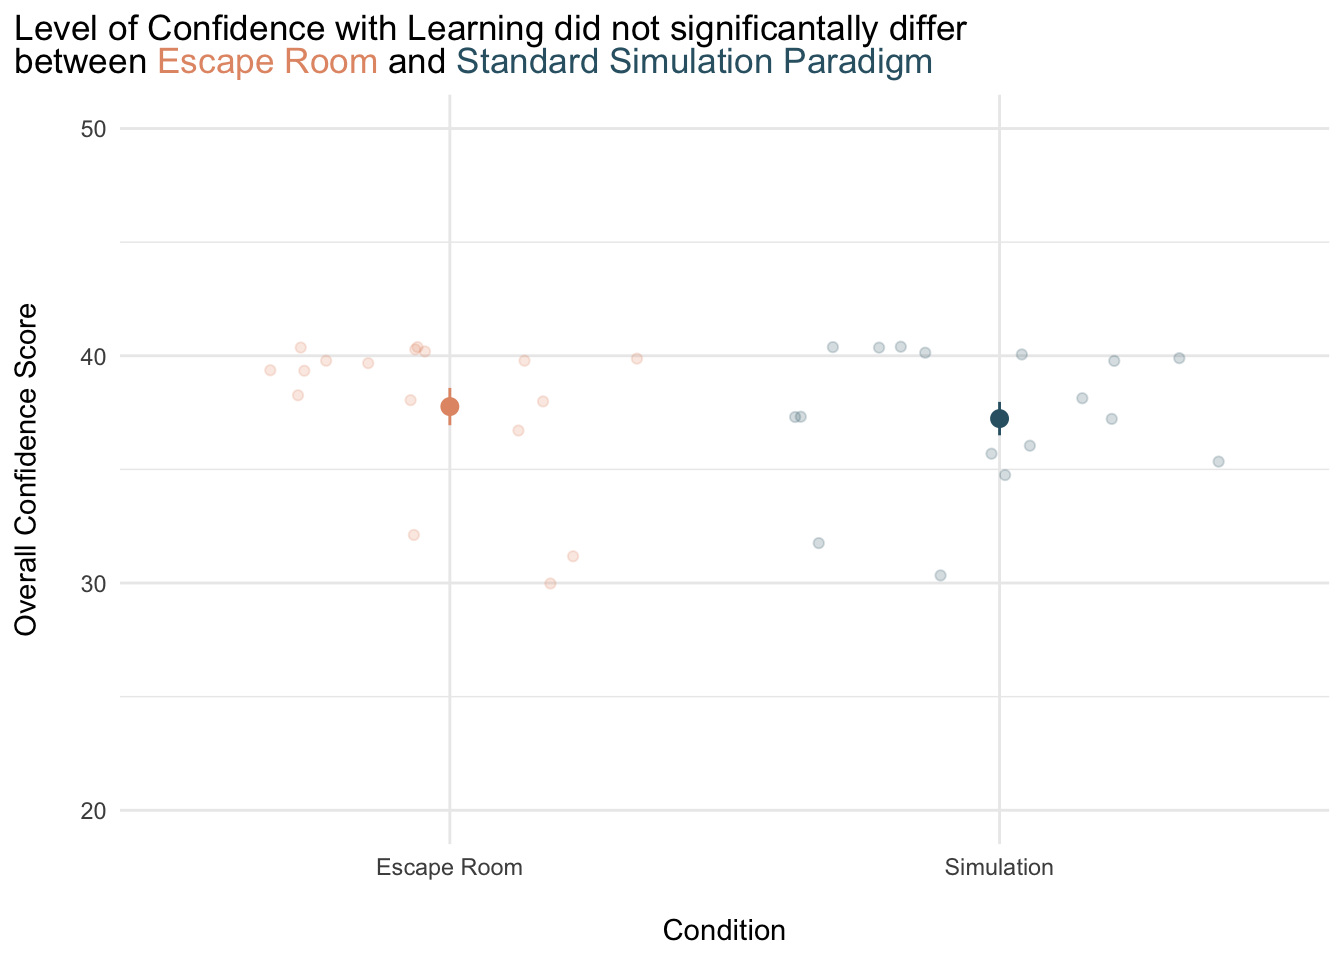 Level of Confidence with Learning did not significantally differ
between Escape Room and Standard Simulation Paradigm
50
40
30
20
Overall Confidence Score
Escape Room
Simulation
Condition